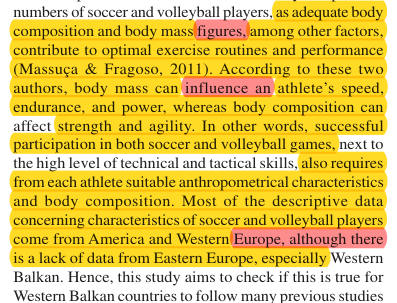 numbers of soccer and volleyball players, as adequate body
composition and body mass figures, among other factors,
contribute to optimal exercise routines and performance
(Massuça & Fragoso, 2011). According to these two
authors, body mass can influence an athlete's speed,
endurance, and power, whereas body composition can
affect strength and agility. In other words, successful
participation in both soccer and volleyball games, next to
the high level of technical and tactical skills, also requires
from each athlete suitable anthropometrical characteristics
and body composition. Most of the descriptive data
concerning characteristics of soccer and volleyball players
come from America and Western Europe, although there
is a lack of data from Eastern Europe, especially Western
Balkan. Hence, this study aims to check if this is true for
Western Balkan countries to follow many previous studies